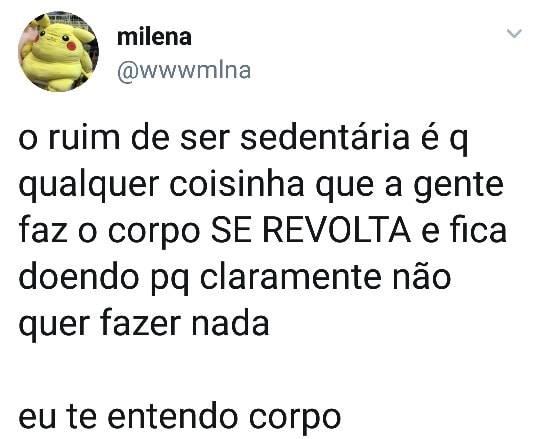 milena
@wwwmlna
o ruim de ser sedentária é q
qualquer coisinha que a gente
faz o corpo SE REVOLTA e fica
doendo pq claramente não
quer fazer nada
eu te entendo corpo